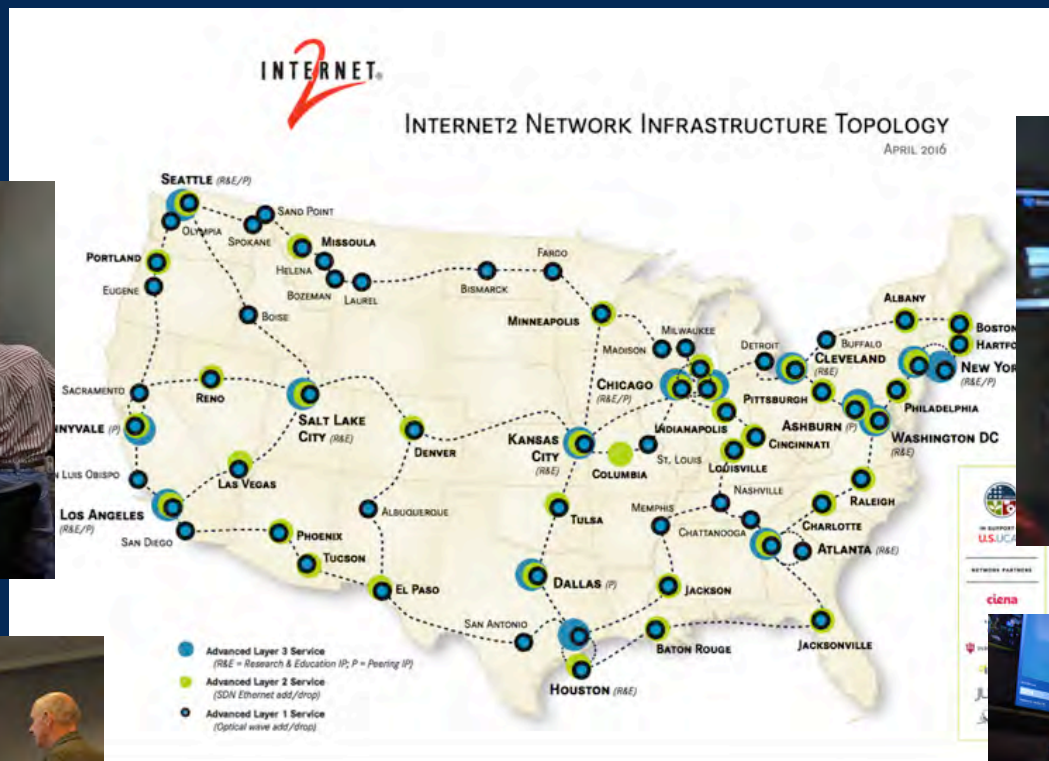 INTERNET®
2
INTERNET2 NETWORK INFRASTRUCTURE TOPOLOGY
APRIL 2016
SEATTLE (R&E/P)
OLYMPIA
SPOKANE
SAND POINT
MISSOULA
HELENA
BOZEMAN
LAUREL
BISMARCK
FARGO
PORTLAND
EUGENE
BOISE
MINNEAPOLIS
MADISON
MILWAUKEE
DETROIT
BUFFALO
ALBANY
BOSTON
HARTFO
CLEVELAND
(R&E)
NEW YOR
(R&E/P)
SACRAMENTO
RENO
SALT LAKE
CITY (R&E)
DENVER
KANSAS
CITY
(R&E)
CHICAGO
(R&E/P)
INDIANAPOLIS
CINCINNATI
PITTSBURGH
PHILADELPHIA
ASHBURN (P)
WASHINGTON DC
(R&E)
NNYVALE (P)
N LUIS OBISPO
LAS VEGAS
LOS ANGELES
(R&E/P)
SAN DIEGO
PHOENIX
TUCSON
ALBUQUERQUE
EL PASO
COLUMBIA
ST. LOUIS
LOUISVILLE
NASHVILLE
MEMPHIS
CHATTANOOGA
TULSA
DALLAS (P)
SAN ANTONIO
HOUSTON (R&E)
JACKSON
BATON ROUGE
JACKSONVILLE
ATLANTA (R&E)
CHARLOTTE
RALEIGH
Advanced Layer 3 Service
(R&E = Research & Education IP; P = Peering IP)
Advanced Layer 2 Service
(SDN Ethernet add/drop)
Advanced Layer 1 Service
(Optical wave add/drop)
IN SUPPORT
U.S.UCA
NETWORK PARTNERS
ciena